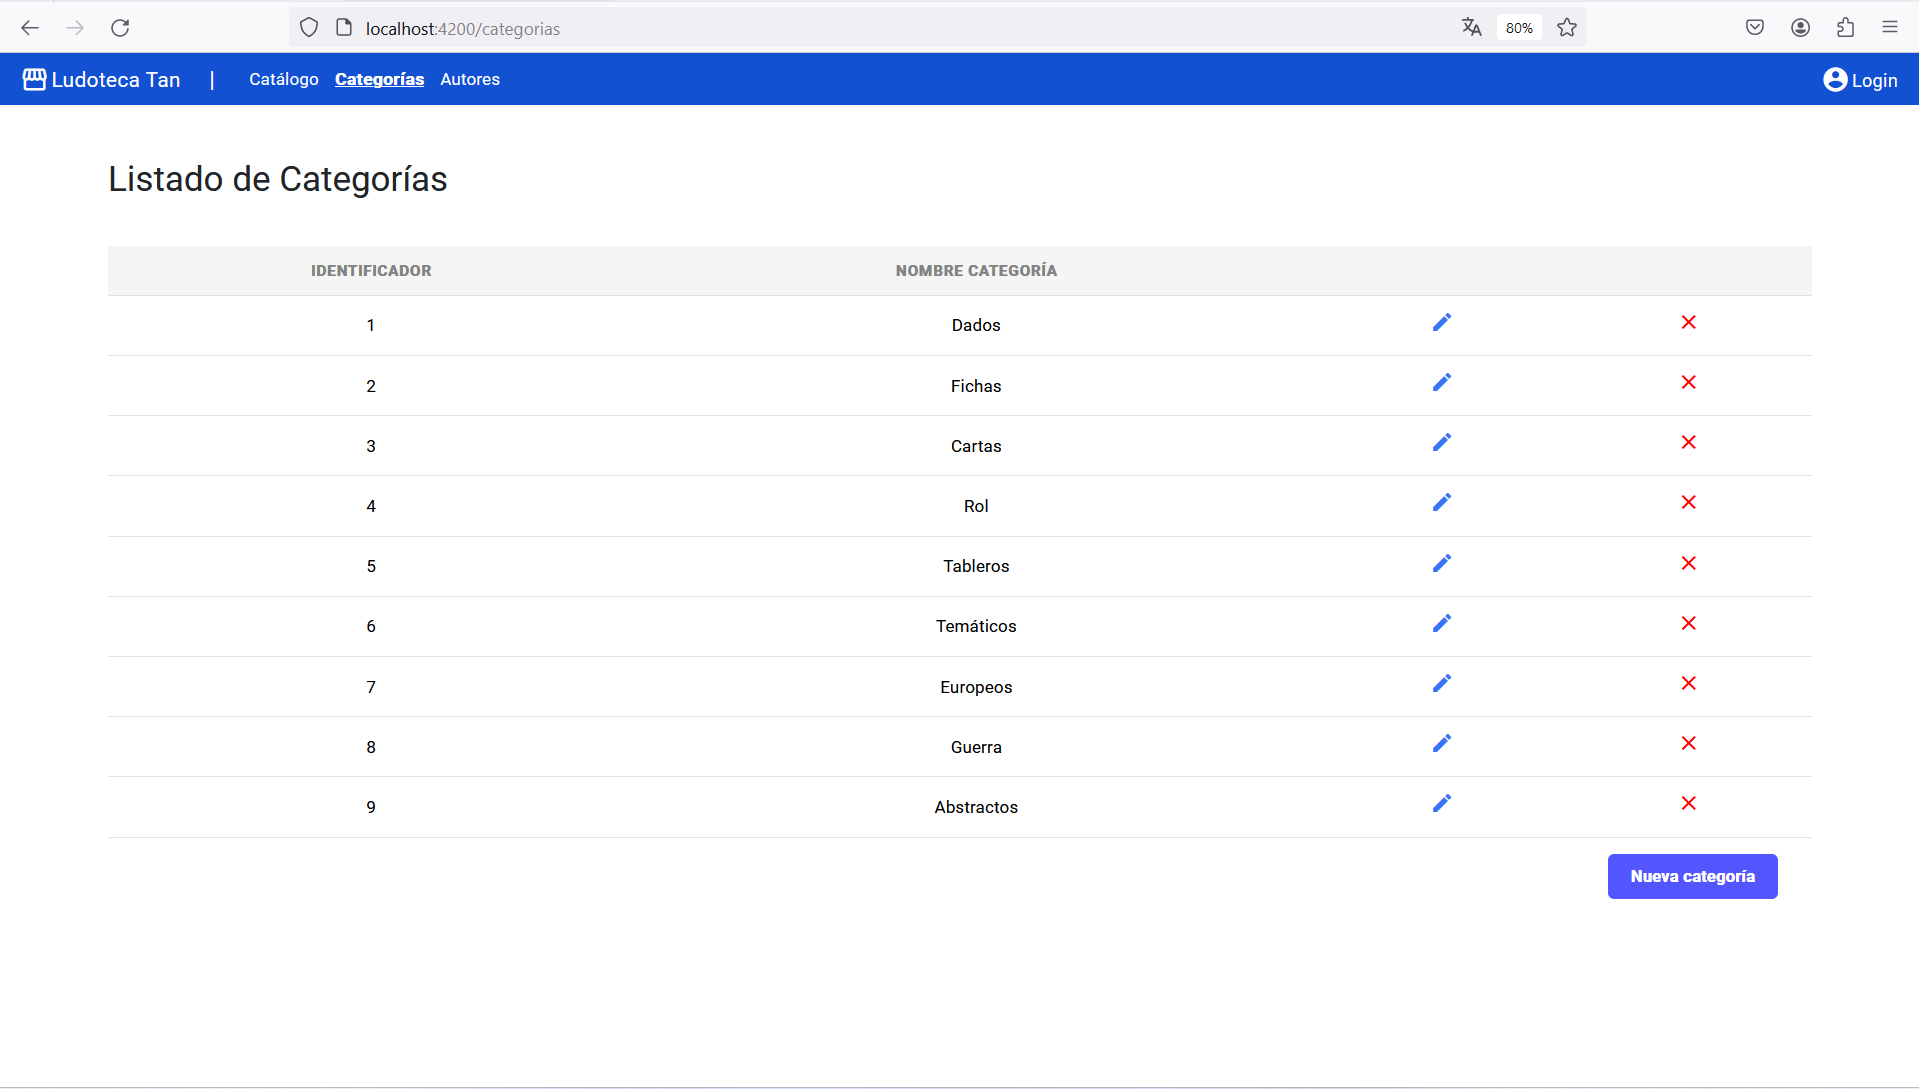 localhost:4200/categorias
80%
Ludoteca Tan | Catálogo Categorías Autores Login
Listado de Categorías
IDENTIFICADOR NOMBRE CATEGORÍA
1 Dados
2 Fichas
3 Cartas
4 Rol
5 Tableros
6 Temáticos
7 Europeos
8 Guerra
9 Abstractos
Nueva categoría